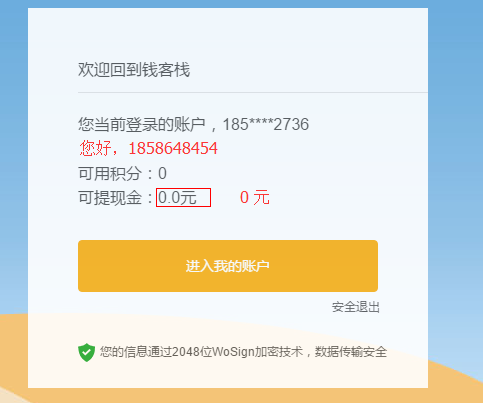 欢迎回到钱客栈
您当前登录的账户，185****2736
您好，1858648454
可用积分：0
可提现金：0.0元 0 元
进入我的账户
安全退出
您的信息通过2048位WoSign加密技术，数据传输安全